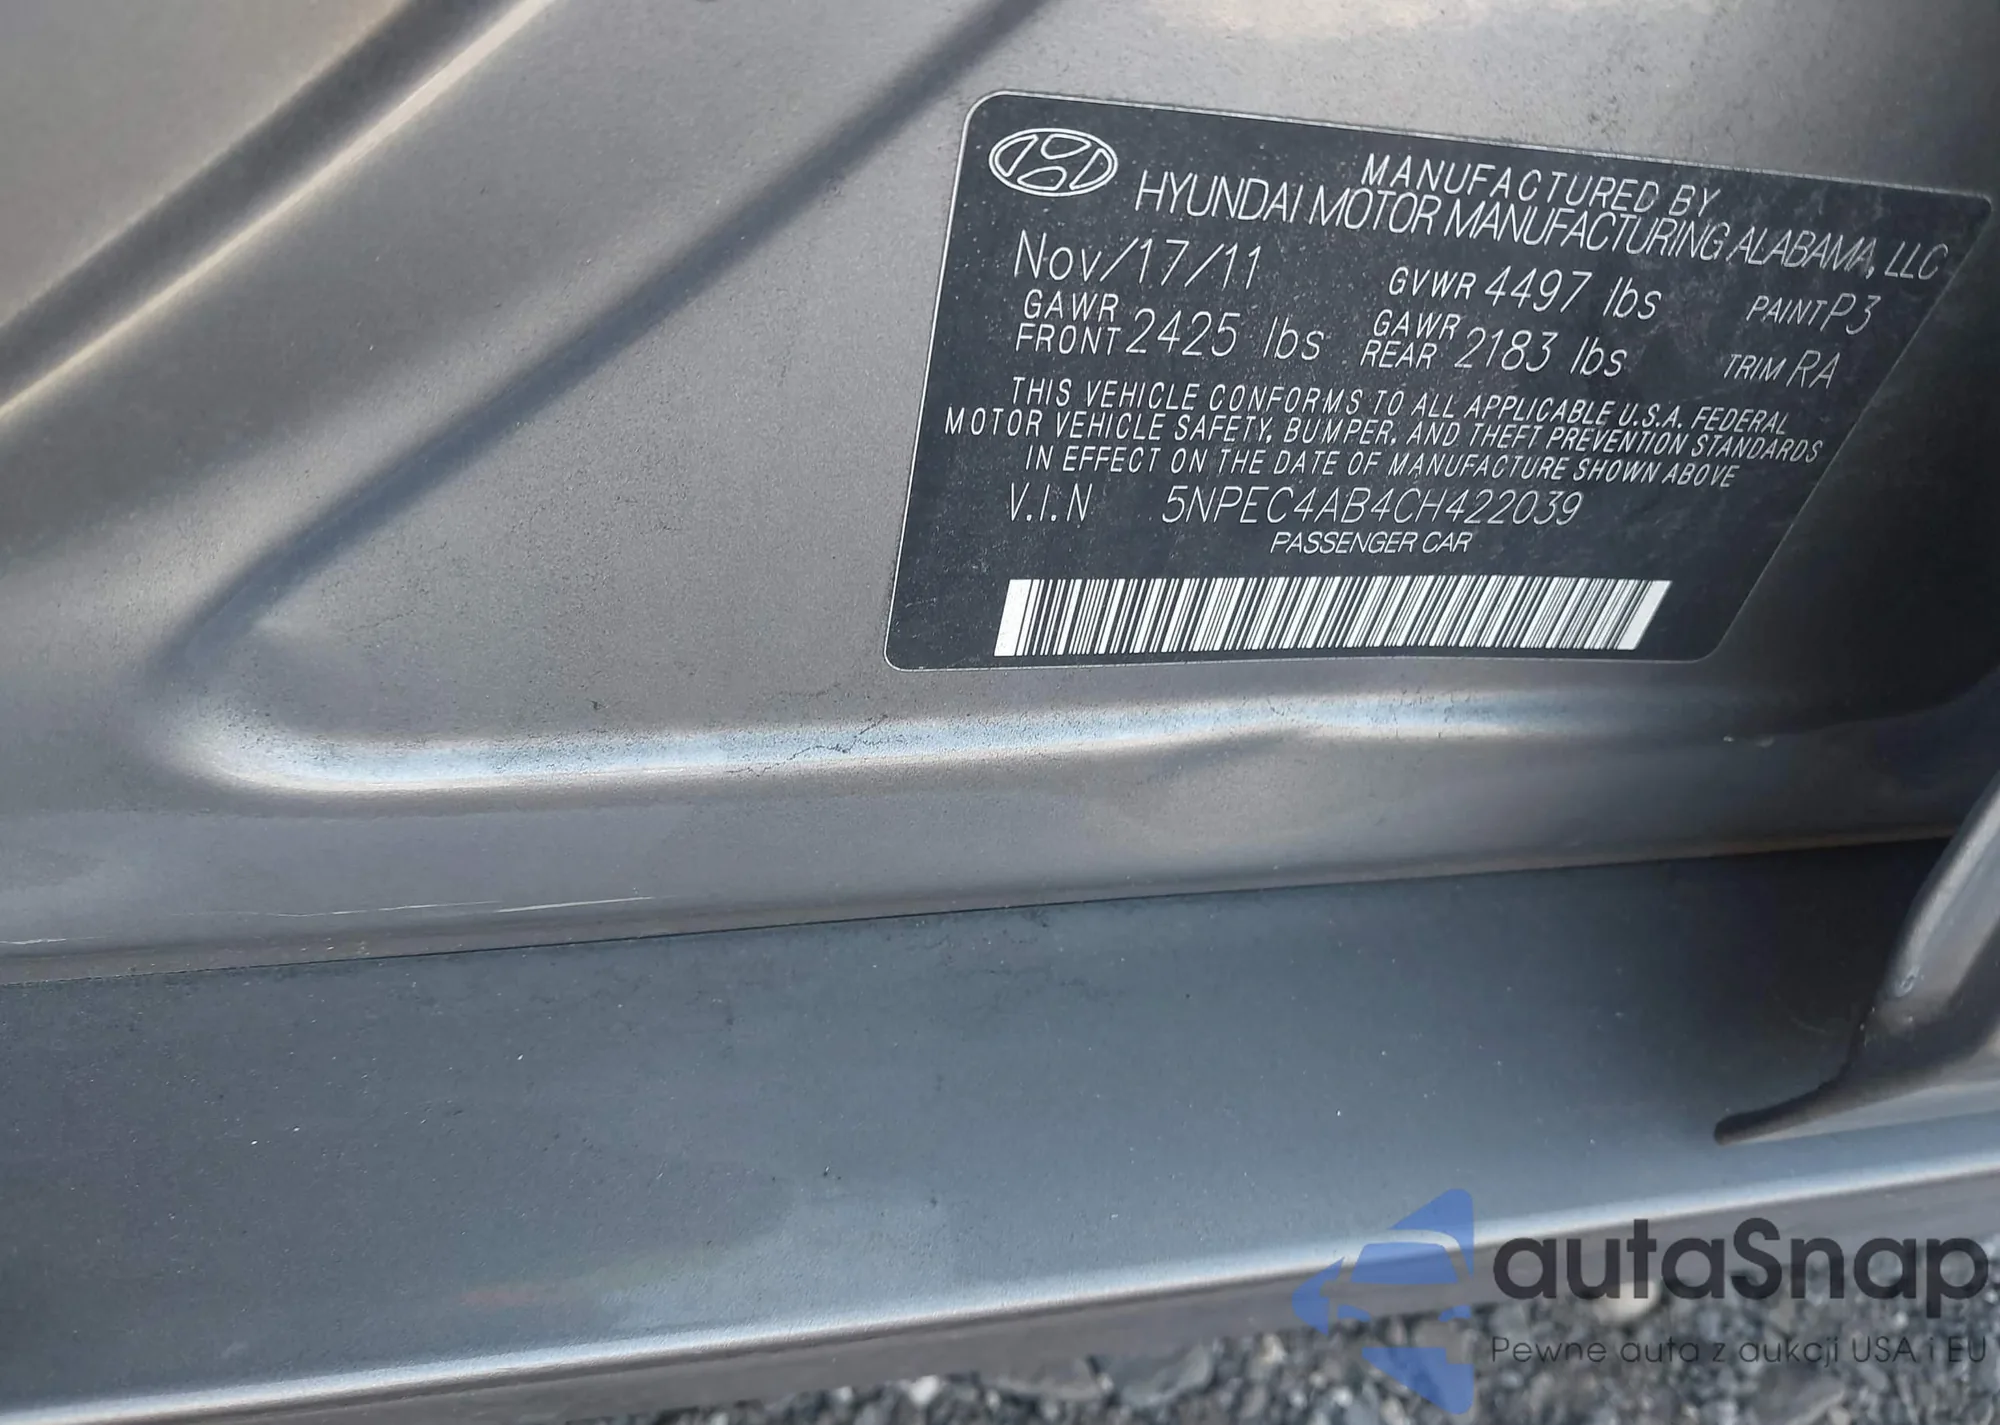 MANUFACTURED BY
HYUNDAI MOTOR MANUFACTURING ALABAMA, LLC
Nov/17/11 GVWR 4497 lbs PAINT P3
GAWR FRONT 2425 lbs GAWR REAR 2183 lbs TRIM RA
THIS VEHICLE CONFORMS TO ALL APPLICABLE U.S.A. FEDERAL
MOTOR VEHICLE SAFETY, BUMPER, AND THEFT PREVENTION STANDARDS
IN EFFECT ON THE DATE OF MANUFACTURE SHOWN ABOVE
V.I.N 5NPEC4AB4CH422039
PASSENGER CAR
autaSnap
Pewne auta z aukcji USA i EU